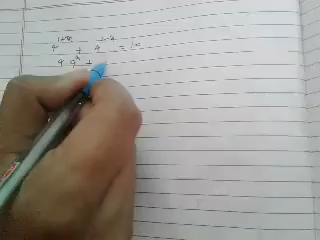 4^{1+x} + 4^{1-x} = 10
4.4^x +